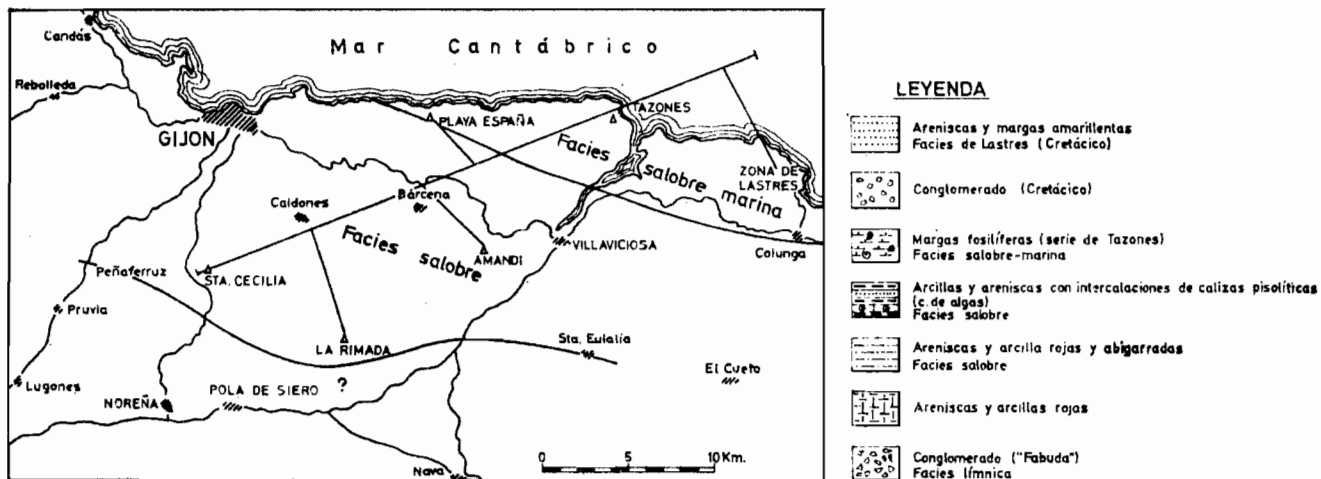 Mar Cantábrico
Candás
Rebolleda
GIJON
PLAYA ESPAÑA
TAZONES
Facies
salobre marina
ZONA DE
LASTRES
Caldones
Bárcena
Facies
salobre
VILLAVICIOSA
Colunga
AMANDI
Peñaferruz
STA. CECILIA
Pruvia
LA RIMADA
Sta. Eulalia
El Cueto
Lugones
NOREÑA
POLA DE SIERO ?
Nava
0 5 10 Km.
LEYENDA
Areniscas y margas amarillentas
Facies de Lastres (Cretácico)
Conglomerado (Cretácico)
Margas fosilíferas (serie de Tazones)
Facies salobre-marina
Arcillas y areniscas con intercalaciones de calizas pisolíticas
(c. de algas)
Facies salobre
Areniscas y arcilla rojas y abigarradas
Facies salobre
Areniscas y arcillas rojas
Conglomerado ("Fabuda")
Facies límnica